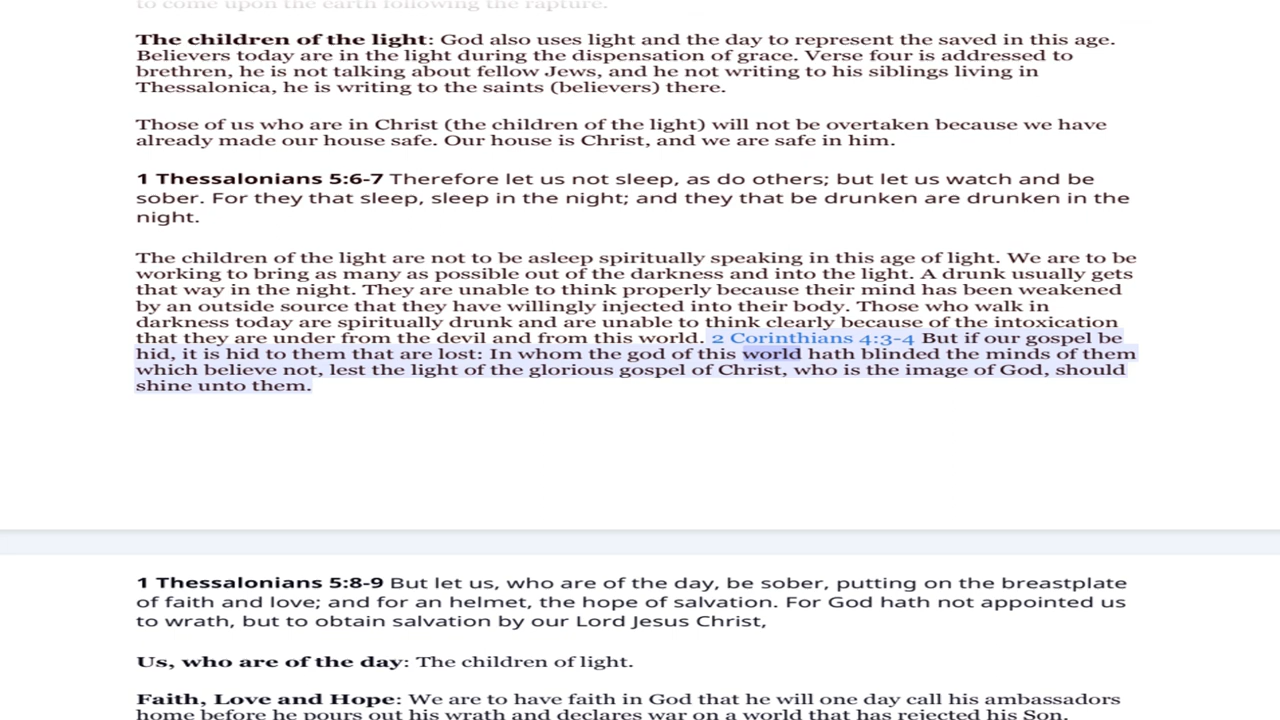 to come upon the earth following the rapture.
The children of the light: God also uses light and the day to represent the saved in this age.
Believers today are in the light during the dispensation of grace. Verse four is addressed to
brethren, he is not talking about fellow Jews, and he not writing to his siblings living in
Thessalonica, he is writing to the saints (believers) there.
Those of us who are in Christ (the children of the light) will not be overtaken because we have
already made our house safe. Our house is Christ, and we are safe in him.
1 Thessalonians 5:6-7 Therefore let us not sleep, as do others; but let us watch and be
sober. For they that sleep, sleep in the night; and they that be drunken are drunken in the
night.
The children of the light are not to be asleep spiritually speaking in this age of light. We are to be
working to bring as many as possible out of the darkness and into the light. A drunk usually gets
that way in the night. They are unable to think properly because their mind has been weakened
by an outside source that they have willingly injected into their body. Those who walk in
darkness today are spiritually drunk and are unable to think clearly because of the intoxication
that they are under from the devil and from this world. 2 Corinthians 4:3-4 But if our gospel be
hid, it is hid to them that are lost: In whom the god of this world hath blinded the minds of them
which believe not, lest the light of the glorious gospel of Christ, who is the image of God, should
shine unto them.
1 Thessalonians 5:8-9 But let us, who are of the day, be sober, putting on the breastplate
of faith and love; and for an helmet, the hope of salvation. For God hath not appointed us
to wrath, but to obtain salvation by our Lord Jesus Christ,
Us, who are of the day: The children of light.
Faith, Love and Hope: We are to have faith in God that he will one day call his ambassadors
home before he pours out his wrath and declares war on a world that has rejected his Son.